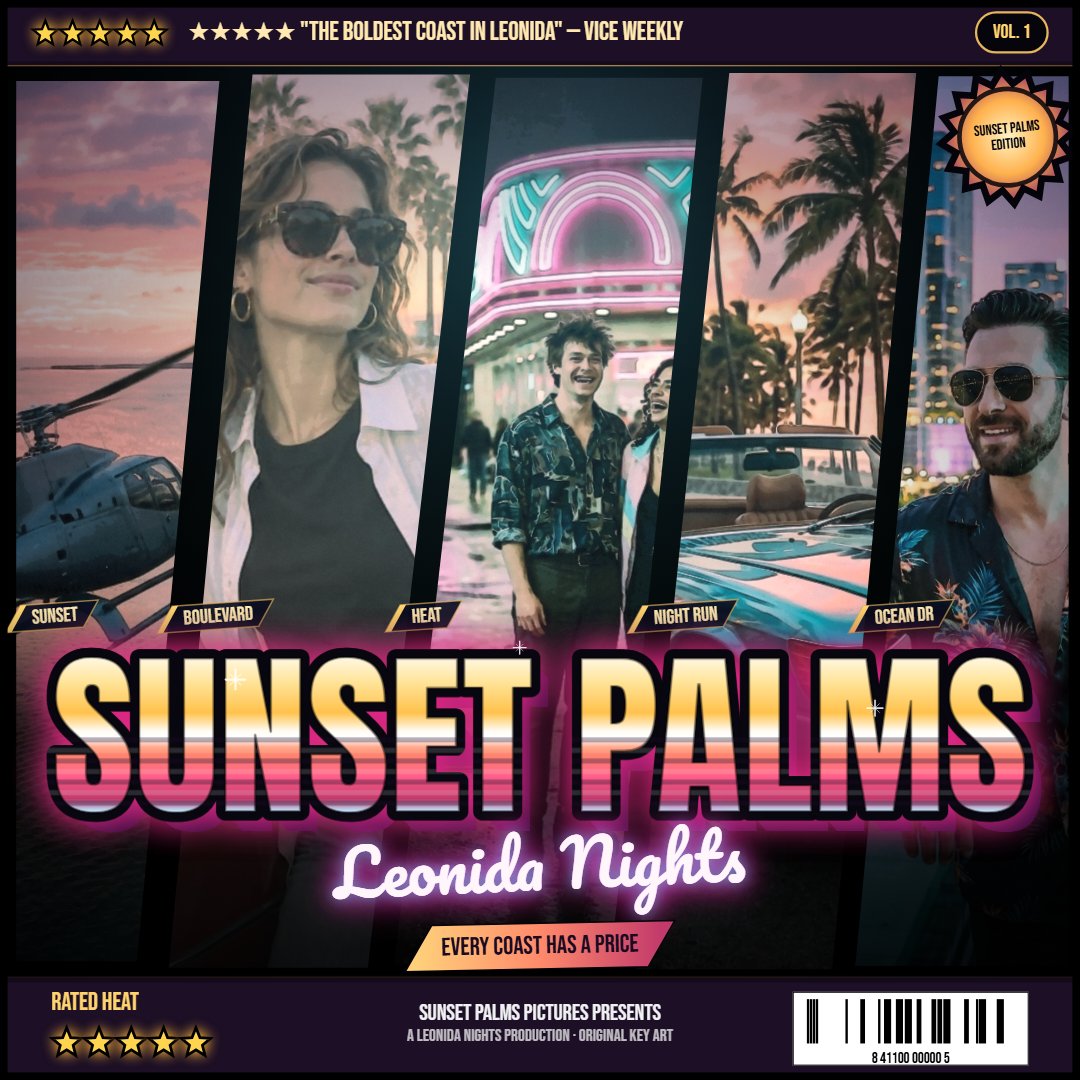 ★★★★★ "THE BOLDEST COAST IN LEONIDA" — VICE WEEKLY
VOL. 1
SUNSET PALMS
EDITION
SUNSET
BOULEVARD
HEAT
NIGHT RUN
OCEAN DR
SUNSET PALMS
Leonida Nights
EVERY COAST HAS A PRICE
RATED HEAT
SUNSET PALMS PICTURES PRESENTS
A LEONIDA NIGHTS PRODUCTION · ORIGINAL KEY ART
8 41100 00000 5